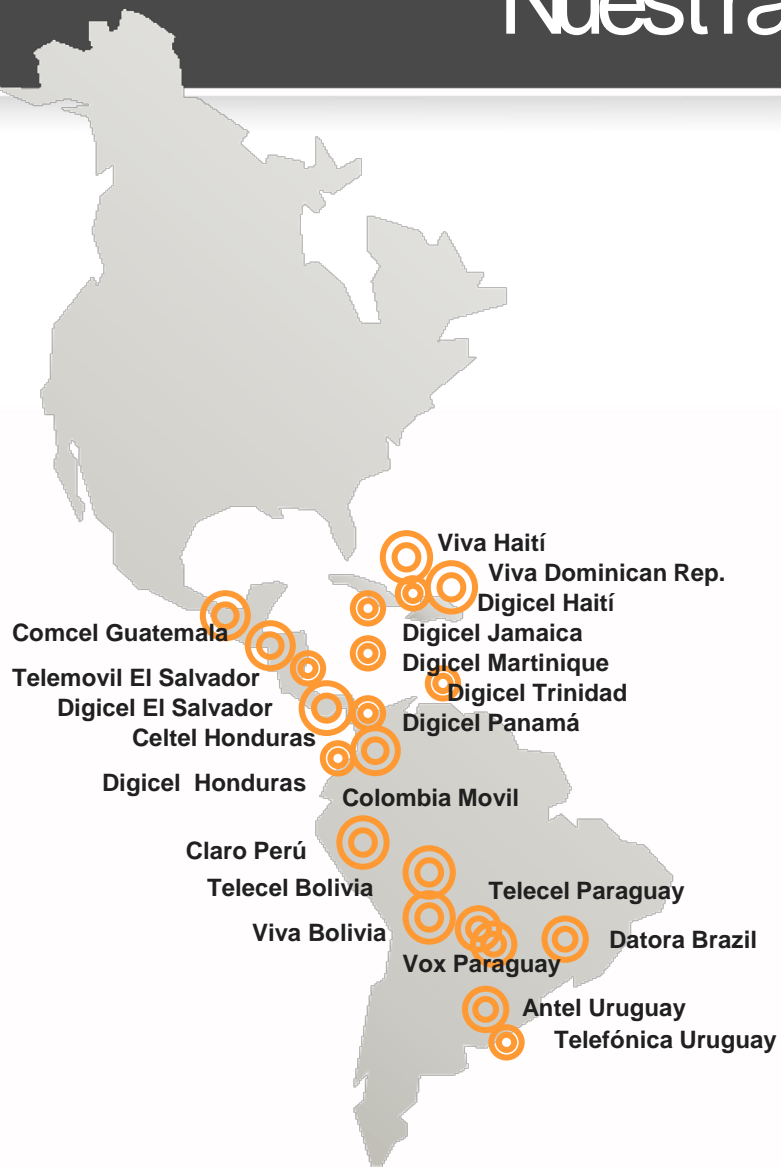 Nuestra
Viva Haití
Viva Dominican Rep.
Digicel Haití
Comcel Guatemala
Digicel Jamaica
Digicel Martinique
Telemovil El Salvador
Digicel Trinidad
Digicel El Salvador
Digicel Panamá
Celtel Honduras
Digicel  Honduras
Colombia Movil
Claro Perú
Telecel Bolivia
Telecel Paraguay
Viva Bolivia
Datora Brazil
Vox Paraguay
Antel Uruguay
Telefónica Uruguay